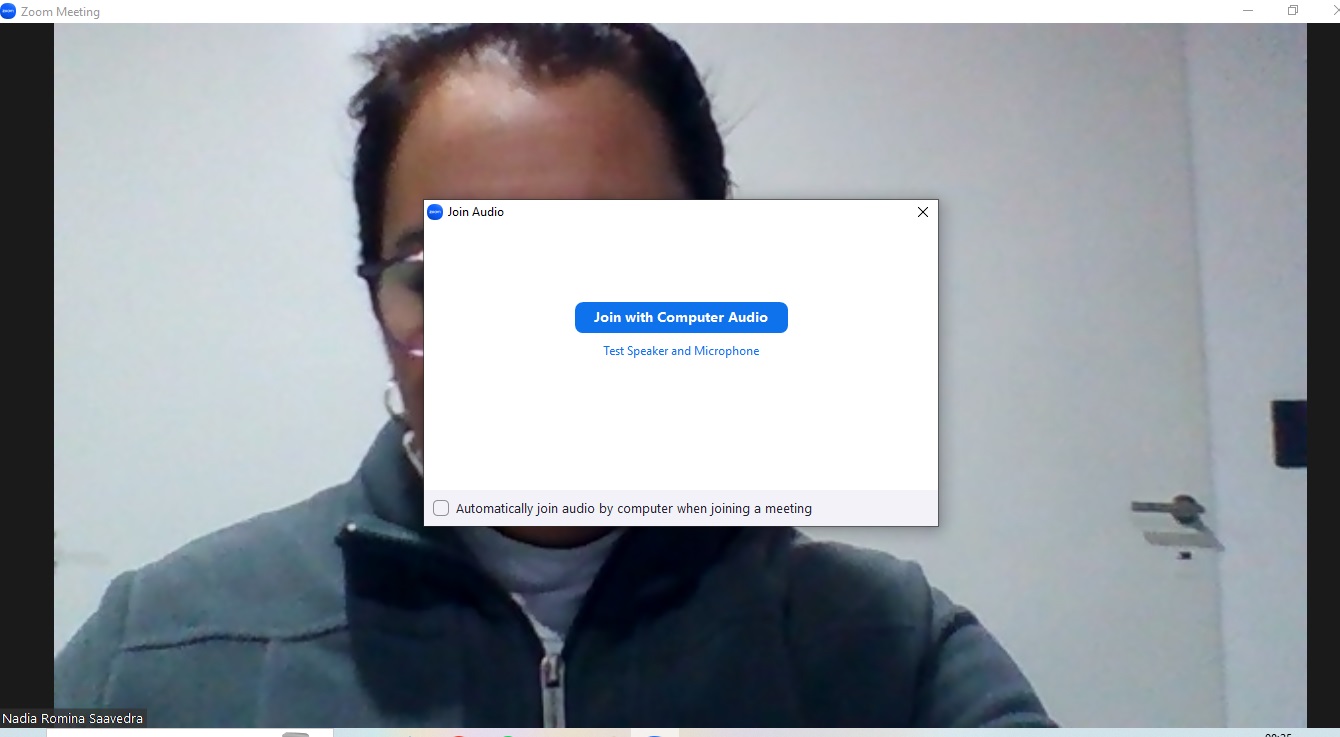 Zoom Meeting
Join Audio
Join with Computer Audio
Test Speaker and Microphone
Automatically join audio by computer when joining a meeting
Nadia Romina Saavedra